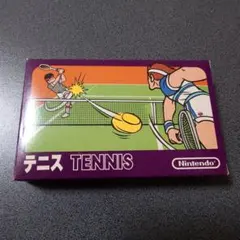 テニス TENNIS
Nintendo